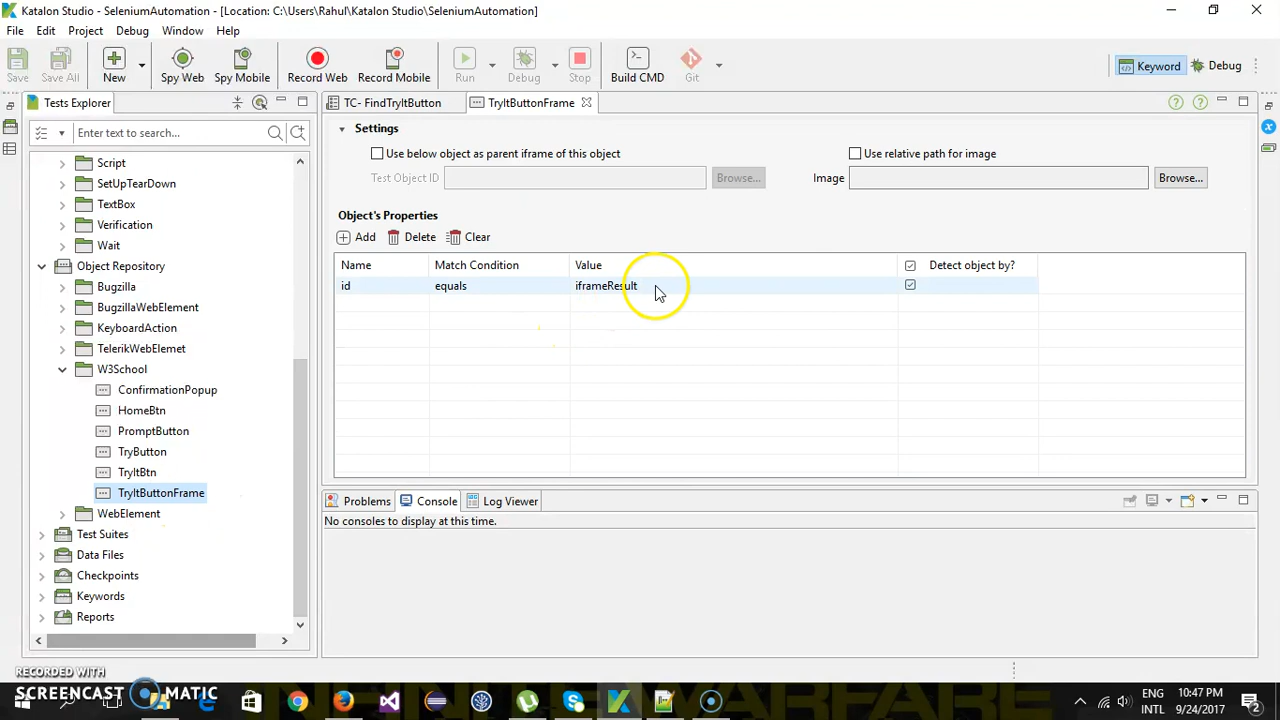 Katalon Studio - SeleniumAutomation - [Location: C:\Users\Rahul\Katalon Studio\SeleniumAutomation]
File Edit Project Debug Window Help
Save Save All New Spy Web Spy Mobile Record Web Record Mobile Run Debug Stop Build CMD Git Keyword Debug
Tests Explorer
Enter text to search...
Script
SetUpTearDown
TextBox
Verification
Wait
Object Repository
Bugzilla
BugzillaWebElement
KeyboardAction
TelerikWebElemet
W3School
ConfirmationPopup
HomeBtn
PromptButton
TryButton
TryItBtn
TryItButtonFrame
WebElement
Test Suites
Data Files
Checkpoints
Keywords
Reports
TC- FindTryItButton TryItButtonFrame
Settings
Use below object as parent iframe of this object Use relative path for image
Test Object ID Browse... Image Browse...
Object's Properties
Add Delete Clear
Name Match Condition Value Detect object by?
id equals iframeResult
Problems Console Log Viewer
No consoles to display at this time.
RECORDED WITH
SCREENCAST MATIC
WARFARE
ENG 10:47 PM
INTL 9/24/2017
2